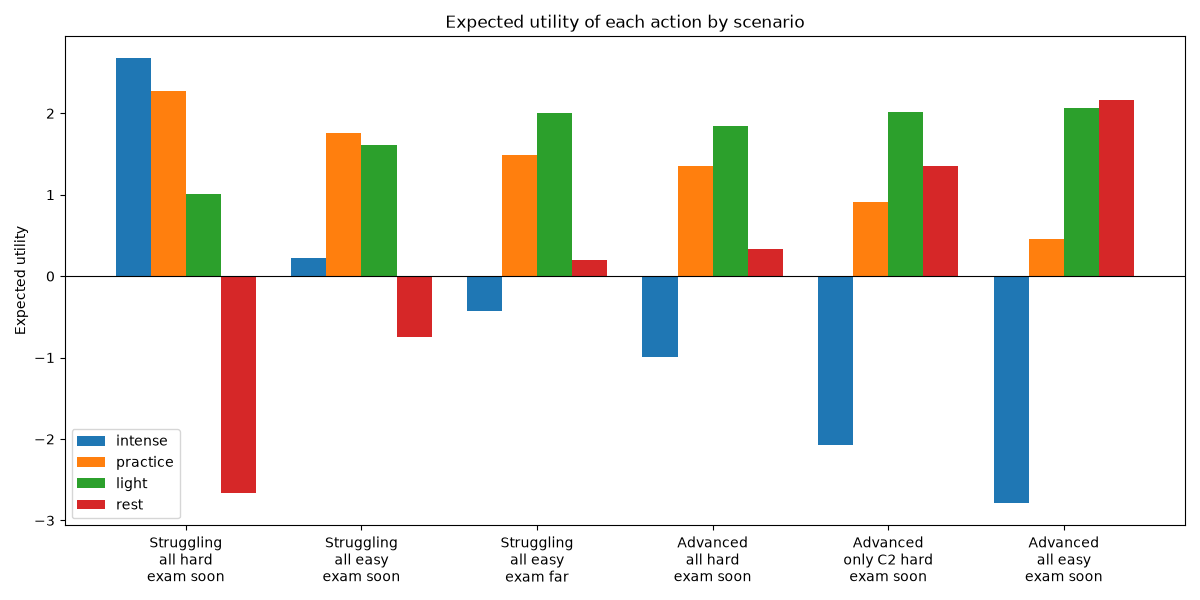 Expected utility of each action by scenario
Expected utility
2
1
0
−1
−2
−3
intense
practice
light
rest
Struggling
all hard
exam soon
Struggling
all easy
exam soon
Struggling
all easy
exam far
Advanced
all hard
exam soon
Advanced
only C2 hard
exam soon
Advanced
all easy
exam soon